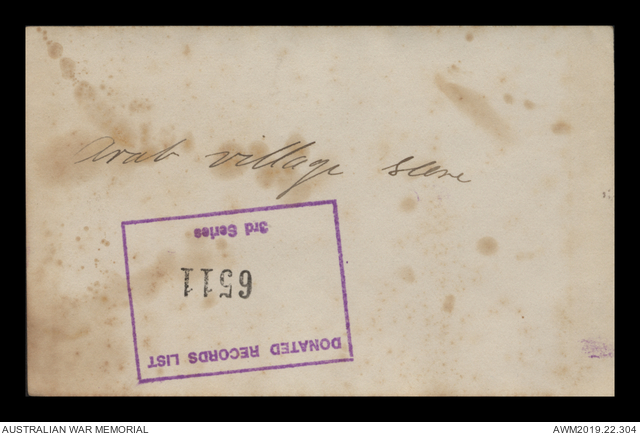 Arab village scene
DONATED RECORDS LIST
6511
3rd Series
AUSTRALIAN WAR MEMORIAL
AWM2019.22.304